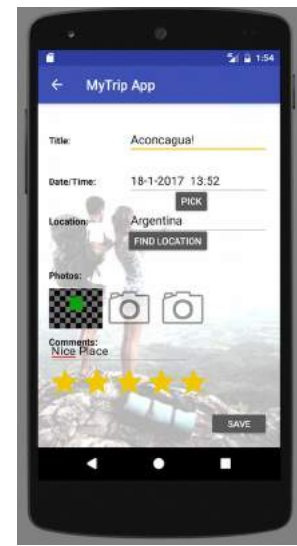 1:54
MyTrip App
Title: Aconcagua!
Date/Time: 18-1-2017 13:52
PICK
Location: Argentina
FIND LOCATION
Photos:
Comments:
Nice Place
SAVE